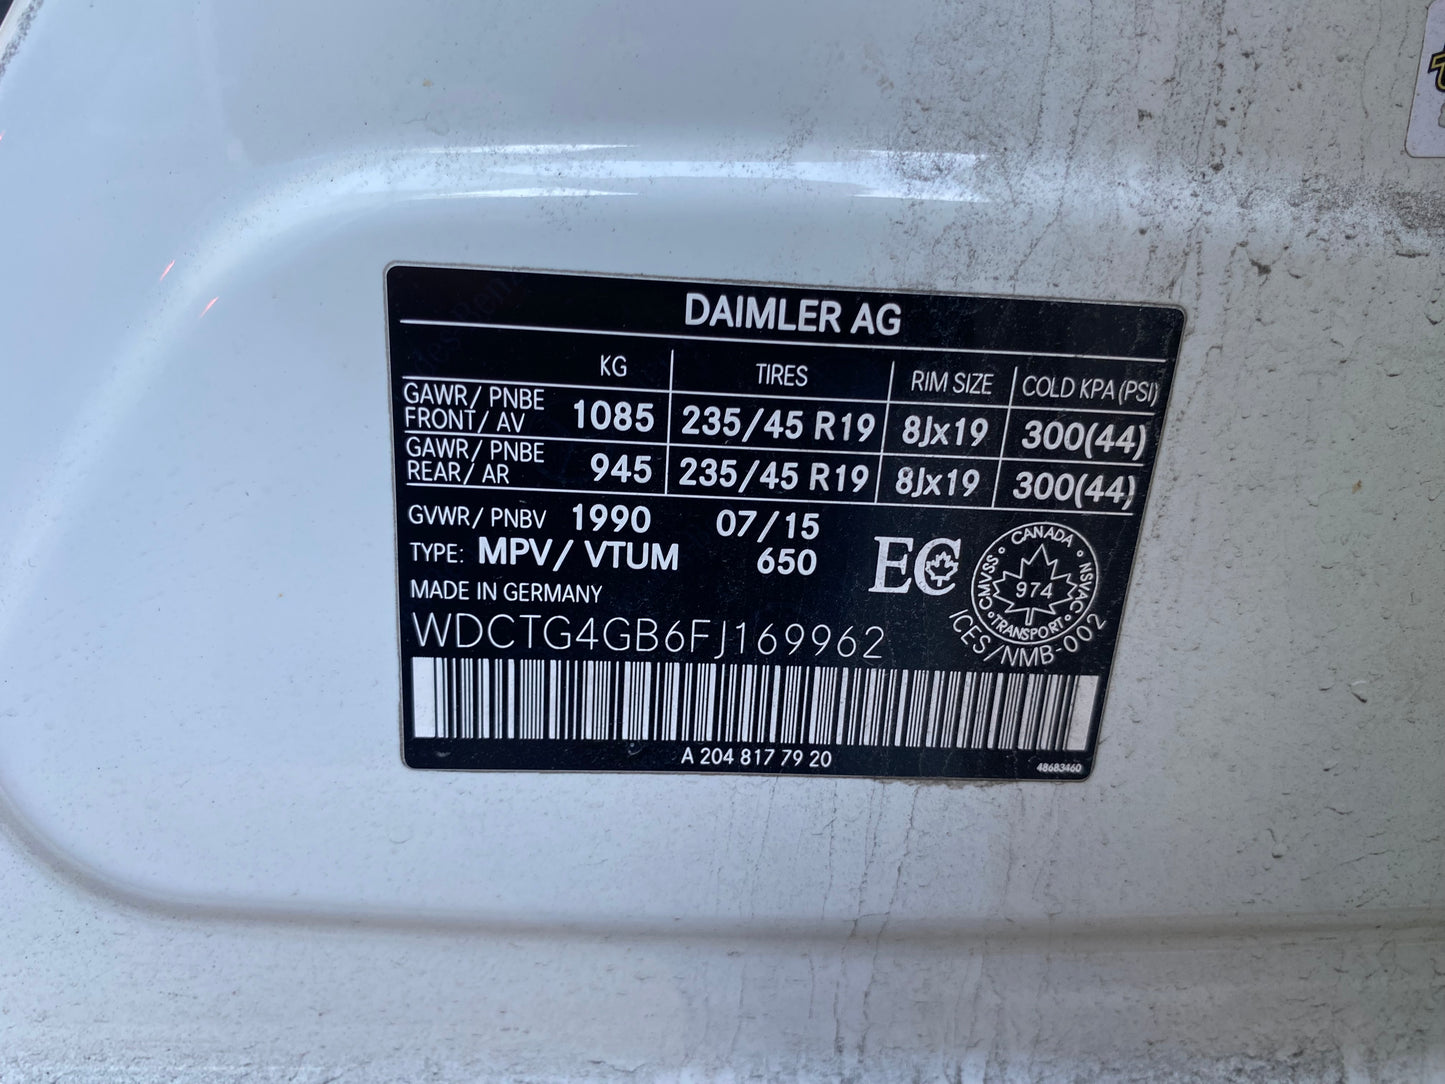 DAIMLER AG
KG TIRES RIM SIZE COLD KPA (PSI)
GAWR/ PNBE FRONT/ AV 1085 235/45 R19 8Jx19 300(44)
GAWR/ PNBE REAR/ AR 945 235/45 R19 8Jx19 300(44)
GVWR/ PNBV 1990 07/15
TYPE: MPV/ VTUM 650
MADE IN GERMANY
WDCTG4GB6FJ169962
EC
CANADA
CMVSS • NSVAC
974
TRANSPORT
ICES/NMB-002
A 204 817 79 20
48683460